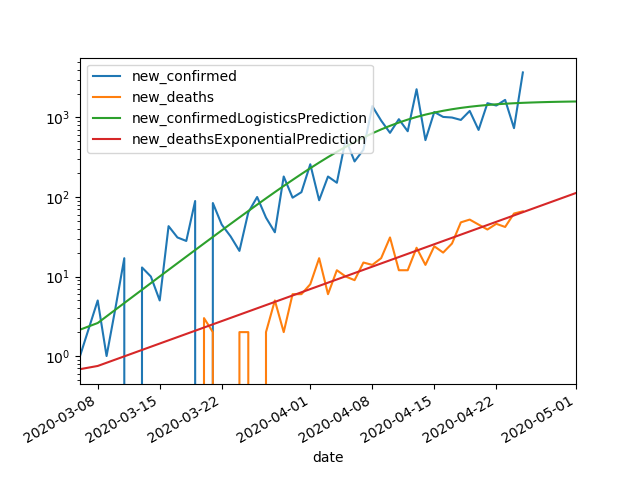 new_confirmed
new_deaths
new_confirmedLogisticsPrediction
new_deathsExponentialPrediction
10³
10²
10¹
10⁰
2020-03-08
2020-03-15
2020-03-22
2020-04-01
2020-04-08
2020-04-15
2020-04-22
2020-05-01
date